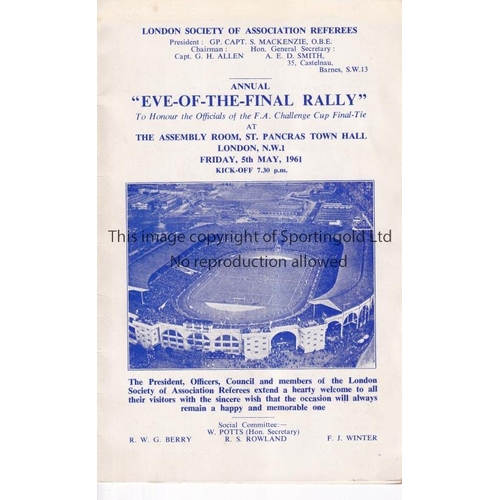 LONDON SOCIETY OF ASSOCIATION REFEREES
President : GP. CAPT. S. MACKENZIE, O.B.E.
Chairman : Hon. General Secretary :
Capt. G. H. ALLEN A. E. D. SMITH,
35, Castelnau,
Barnes, S.W.13
ANNUAL
"EVE-OF-THE-FINAL RALLY"
To Honour the Officials of the F.A. Challenge Cup Final-Tie
AT
THE ASSEMBLY ROOM, ST. PANCRAS TOWN HALL
LONDON, N.W.1
FRIDAY, 5th MAY, 1961
KICK-OFF 7.30 p.m.
This image copyright of Sportingold Ltd
No reproduction allowed
The President, Officers, Council and members of the London
Society of Association Referees extend a hearty welcome to all
their visitors with the sincere wish that the occasion will always
remain a happy and memorable one
Social Committee:—
W. POTTS (Hon. Secretary)
R. W. G. BERRY R. S. ROWLAND F. J. WINTER